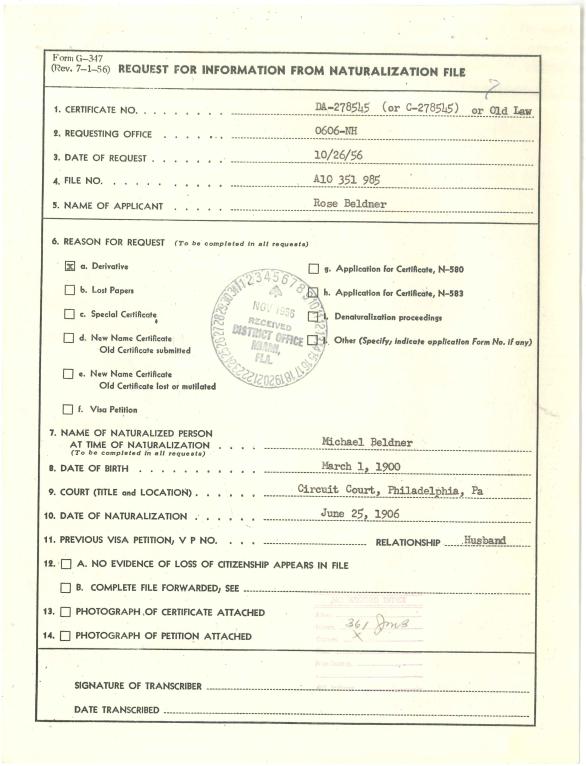 Form G-347
(Rev. 7-1-56) REQUEST FOR INFORMATION FROM NATURALIZATION FILE
1. CERTIFICATE NO. . . . . . . . . . DA-278545 (or C-278545) or Old Law
2. REQUESTING OFFICE . . . . . . 0606-NH
3. DATE OF REQUEST . . . . . . . 10/26/56
4. FILE NO. . . . . . . . . . . . A10 351 985
5. NAME OF APPLICANT . . . . . Rose Beldner
6. REASON FOR REQUEST (To be completed in all requests)
[x] a. Derivative
g. Application for Certificate, N-580
b. Lost Papers
h. Application for Certificate, N-583
c. Special Certificate
i. Denaturalization proceedings
d. New Name Certificate
Old Certificate submitted
j. Other (Specify; indicate application Form No. if any)
e. New Name Certificate
Old Certificate lost or mutilated
f. Visa Petition
NOV 1956
RECEIVED
DISTRICT OFFICE
MIAMI,
FLA.
7. NAME OF NATURALIZED PERSON
AT TIME OF NATURALIZATION . . . . Michael Beldner
(To be completed in all requests)
8. DATE OF BIRTH . . . . . . . . . . March 1, 1900
9. COURT (TITLE and LOCATION) . . . . . . Circuit Court, Philadelphia, Pa
10. DATE OF NATURALIZATION . . . . . . June 25, 1906
11. PREVIOUS VISA PETITION; V P NO. . . . RELATIONSHIP Husband
12. A. NO EVIDENCE OF LOSS OF CITIZENSHIP APPEARS IN FILE
B. COMPLETE FILE FORWARDED; SEE
13. PHOTOGRAPH OF CERTIFICATE ATTACHED
361
14. PHOTOGRAPH OF PETITION ATTACHED
SIGNATURE OF TRANSCRIBER
DATE TRANSCRIBED